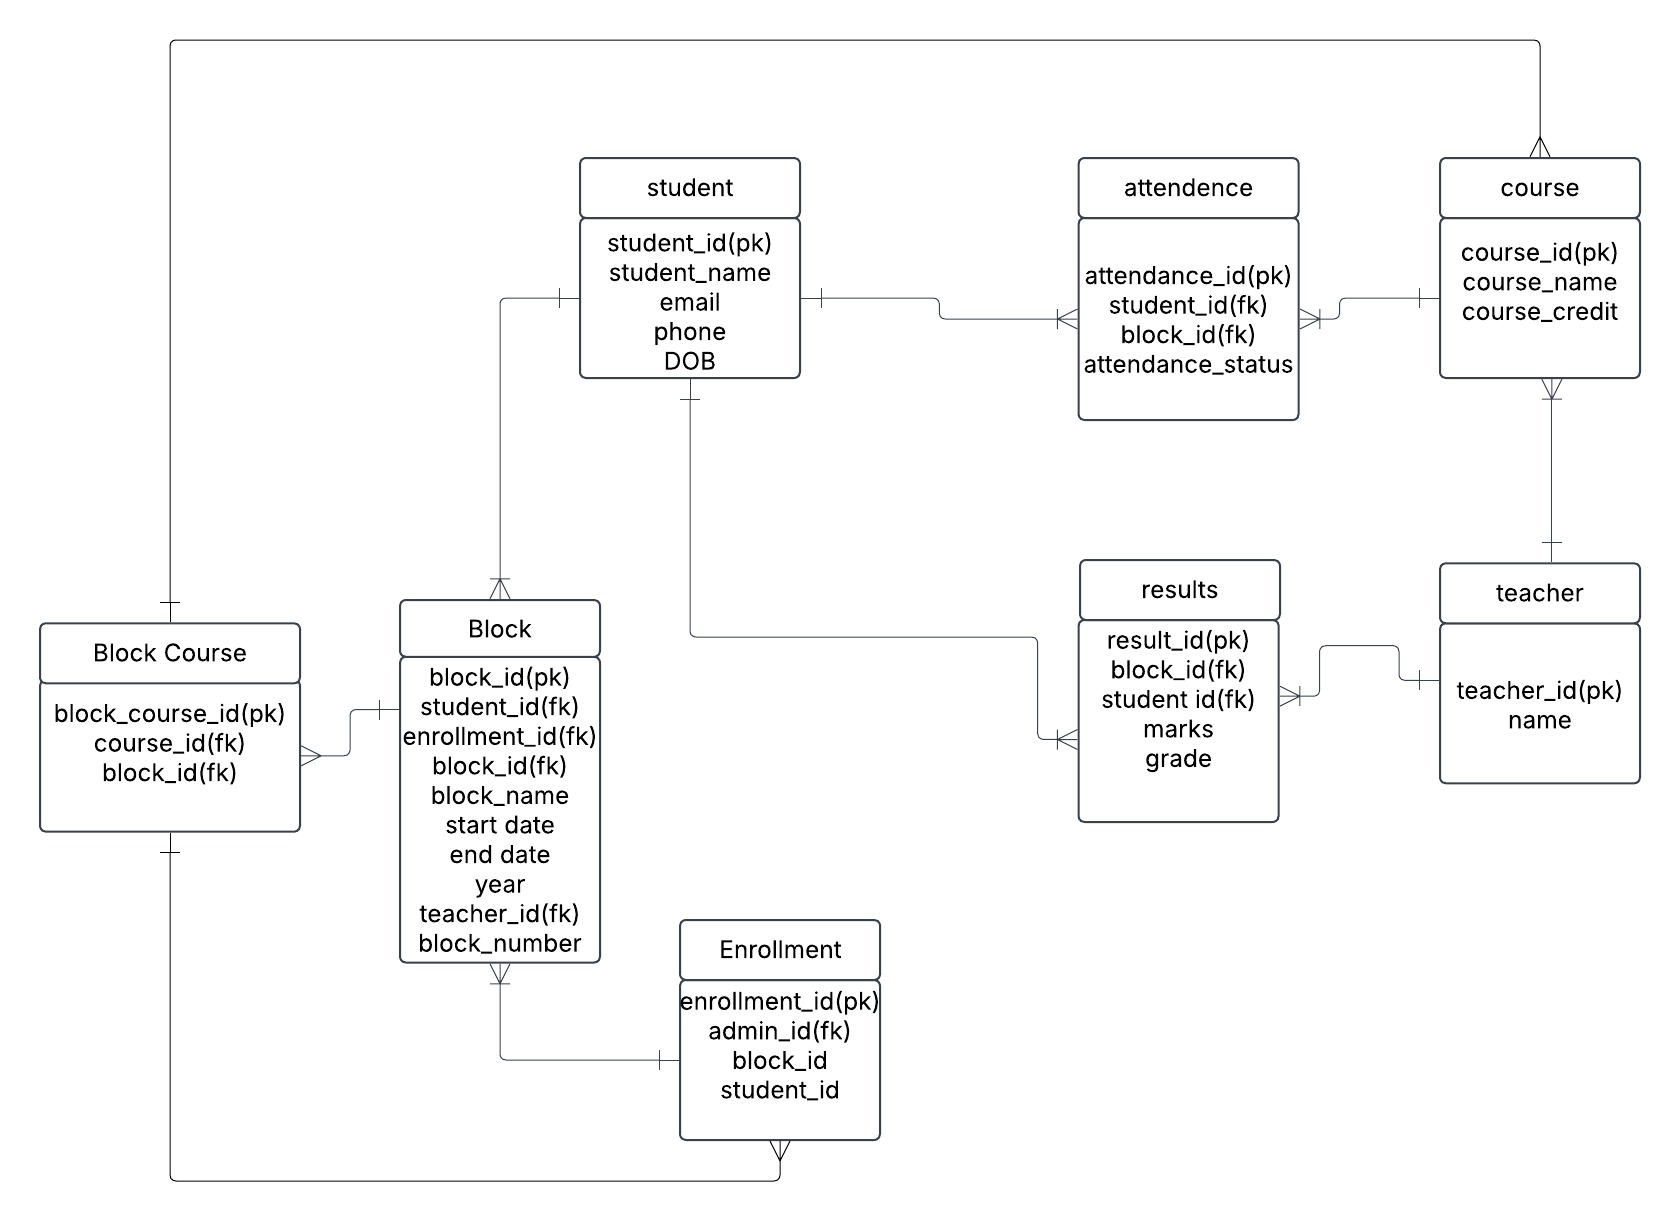 student
student_id(pk)
student_name
email
phone
DOB
attendence
attendance_id(pk)
student_id(fk)
block_id(fk)
attendance_status
course
course_id(pk)
course_name
course_credit
Block Course
block_course_id(pk)
course_id(fk)
block_id(fk)
Block
block_id(pk)
student_id(fk)
enrollment_id(fk)
block_id(fk)
block_name
start date
end date
year
teacher_id(fk)
block_number
results
result_id(pk)
block_id(fk)
student id(fk)
marks
grade
teacher
teacher_id(pk)
name
Enrollment
enrollment_id(pk)
admin_id(fk)
block_id
student_id